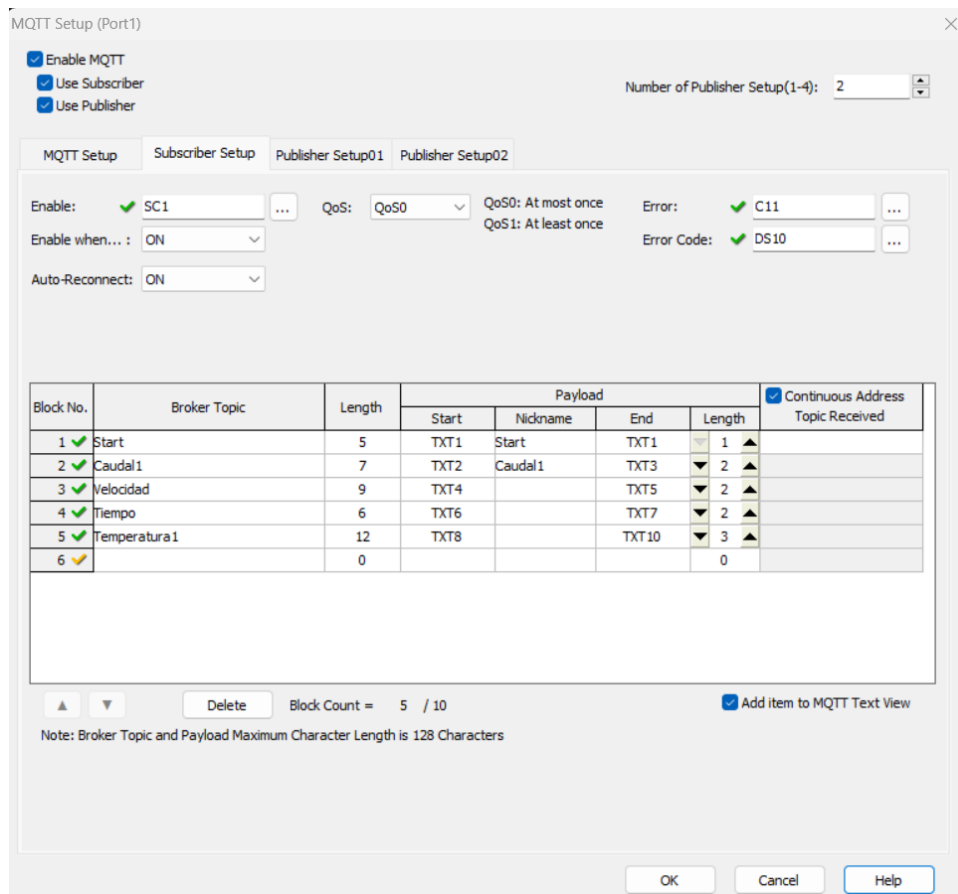 MQTT Setup (Port1)
Enable MQTT
Use Subscriber
Use Publisher
Number of Publisher Setup(1-4): 2
MQTT Setup Subscriber Setup Publisher Setup01 Publisher Setup02
Enable: SC1 ... QoS: QoS0 QoS0: At most once Error: C11 ...
QoS1: At least once
Enable when... : ON Error Code: DS10 ...
Auto-Reconnect: ON
Block No. Broker Topic Length Payload Continuous Address
Start Nickname End Length Topic Received
1 Start 5 TXT1 Start TXT1 1
2 Caudal1 7 TXT2 Caudal1 TXT3 2
3 Velocidad 9 TXT4 TXT5 2
4 Tiempo 6 TXT6 TXT7 2
5 Temperatura1 12 TXT8 TXT10 3
6 0 0
Delete Block Count = 5 / 10 Add item to MQTT Text View
Note: Broker Topic and Payload Maximum Character Length is 128 Characters
OK Cancel Help